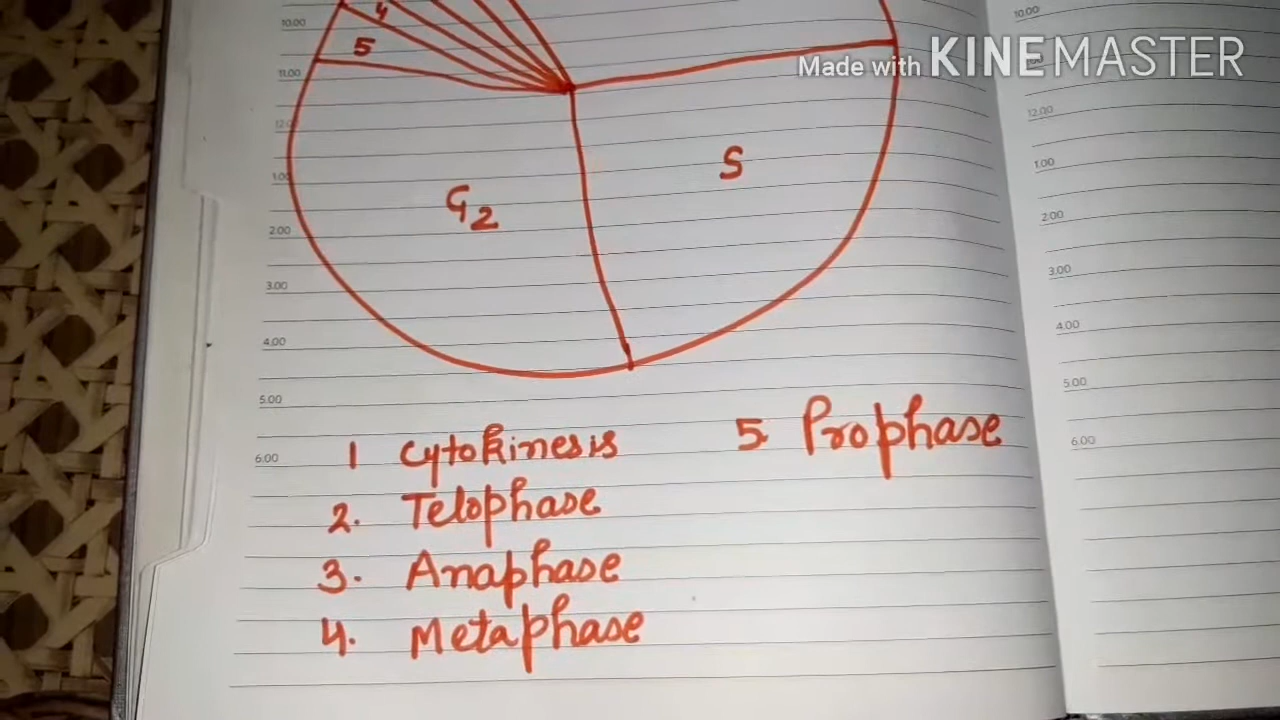 10.00
4
5
11.00
12.00
1.00
G2
S
2.00
3.00
4.00
5.00
6.00
1 Cytokinesis
2. Telophase
3. Anaphase
4. Metaphase
5. Prophase
10.00
Made with KINEMASTER
12.00
1.00
2.00
3.00
4.00
5.00
6.00